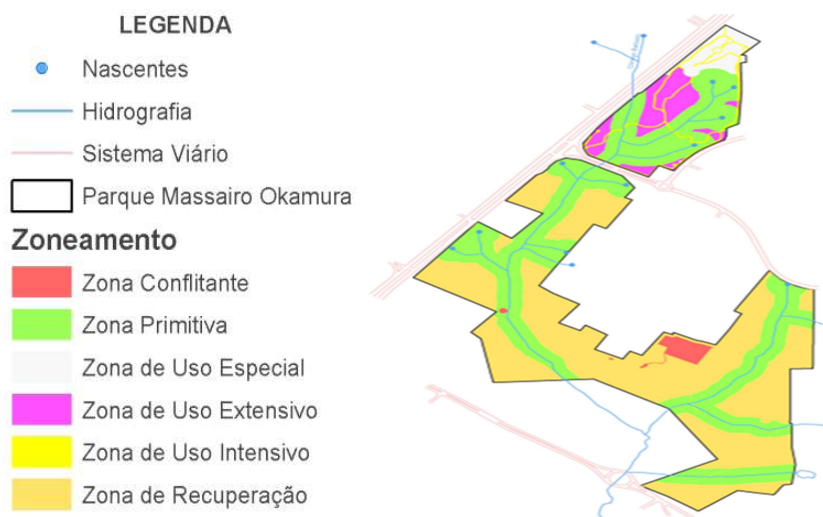 LEGENDA
Nascentes
Hidrografia
Sistema Viário
Parque Massairo Okamura
Zoneamento
Zona Conflitante
Zona Primitiva
Zona de Uso Especial
Zona de Uso Extensivo
Zona de Uso Intensivo
Zona de Recuperação